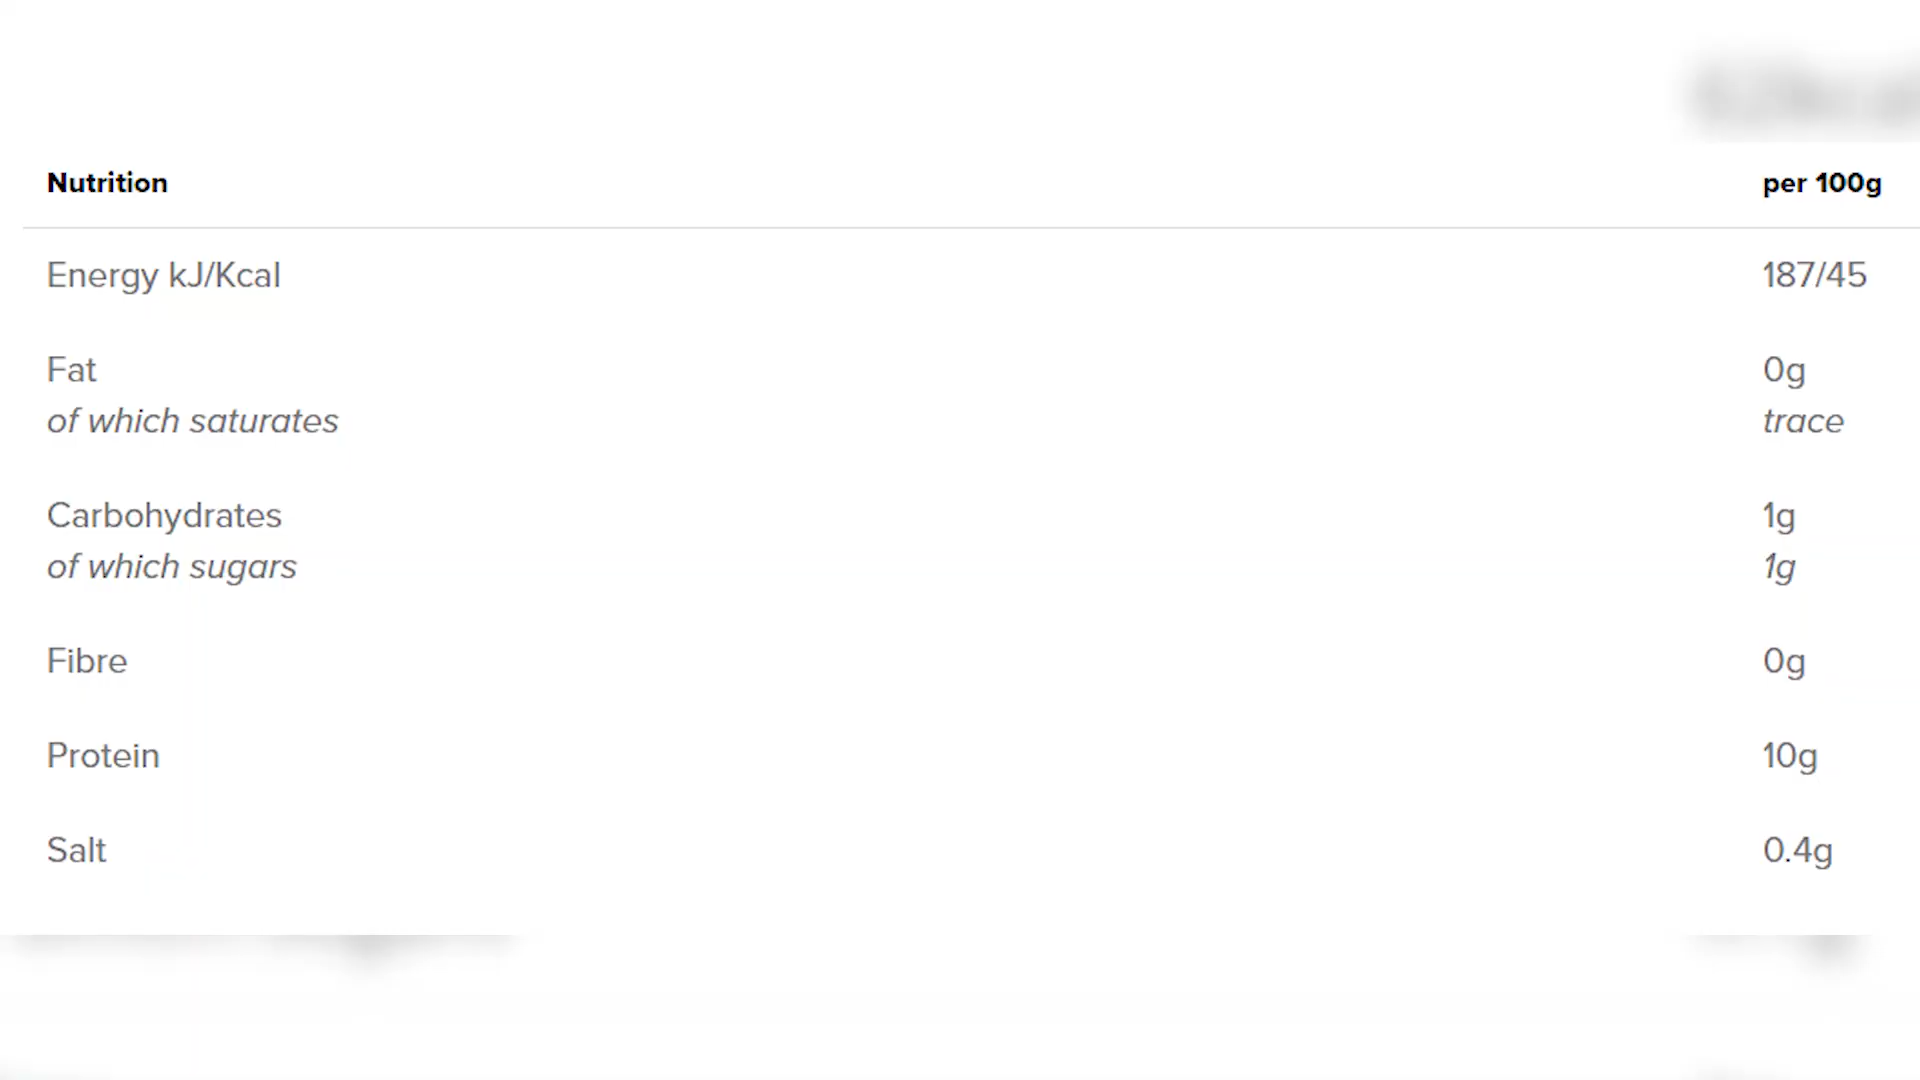 Nutrition per 100g
Energy kJ/Kcal 187/45
Fat 0g
of which saturates trace
Carbohydrates 1g
of which sugars 1g
Fibre 0g
Protein 10g
Salt 0.4g